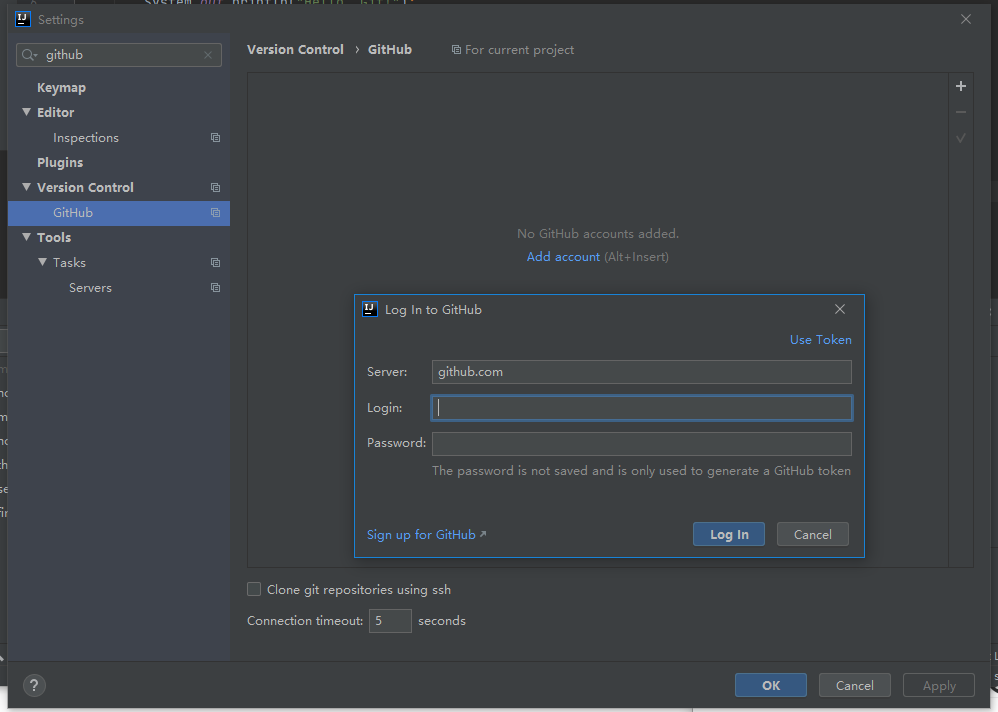 Settings
github
Version Control › GitHub For current project
Keymap
Editor
Inspections
Plugins
Version Control
GitHub
Tools
Tasks
Servers
No GitHub accounts added.
Add account (Alt+Insert)
Log In to GitHub
Use Token
Server: github.com
Login:
Password:
The password is not saved and is only used to generate a GitHub token
Sign up for GitHub
Log In
Cancel
Clone git repositories using ssh
Connection timeout: 5 seconds
?
OK
Cancel
Apply